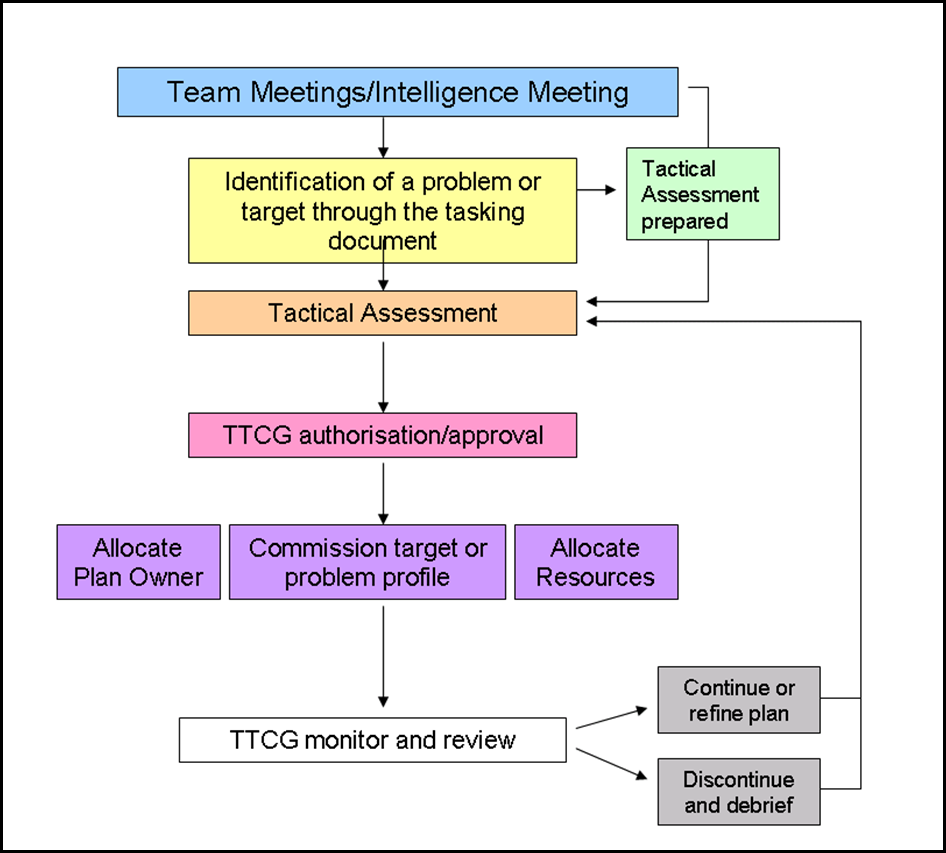 Team Meetings/Intelligence Meeting
Identification of a problem or
target through the tasking
document
Tactical
Assessment
prepared
Tactical Assessment
TTCG authorisation/approval
Allocate
Plan Owner
Commission target or
problem profile
Allocate
Resources
TTCG monitor and review
Continue or
refine plan
Discontinue
and debrief